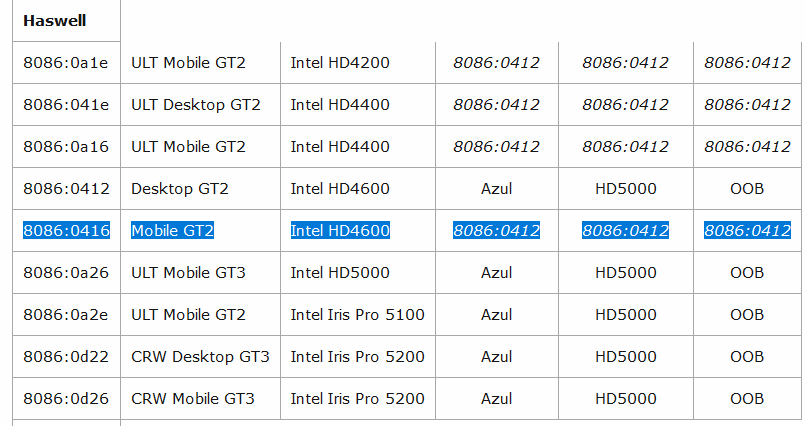 Haswell
8086:0a1e ULT Mobile GT2 Intel HD4200 8086:0412 8086:0412 8086:0412
8086:041e ULT Desktop GT2 Intel HD4400 8086:0412 8086:0412 8086:0412
8086:0a16 ULT Mobile GT2 Intel HD4400 8086:0412 8086:0412 8086:0412
8086:0412 Desktop GT2 Intel HD4600 Azul HD5000 OOB
8086:0416 Mobile GT2 Intel HD4600 8086:0412 8086:0412 8086:0412
8086:0a26 ULT Mobile GT3 Intel HD5000 Azul HD5000 OOB
8086:0a2e ULT Mobile GT2 Intel Iris Pro 5100 Azul HD5000 OOB
8086:0d22 CRW Desktop GT3 Intel Iris Pro 5200 Azul HD5000 OOB
8086:0d26 CRW Mobile GT3 Intel Iris Pro 5200 Azul HD5000 OOB